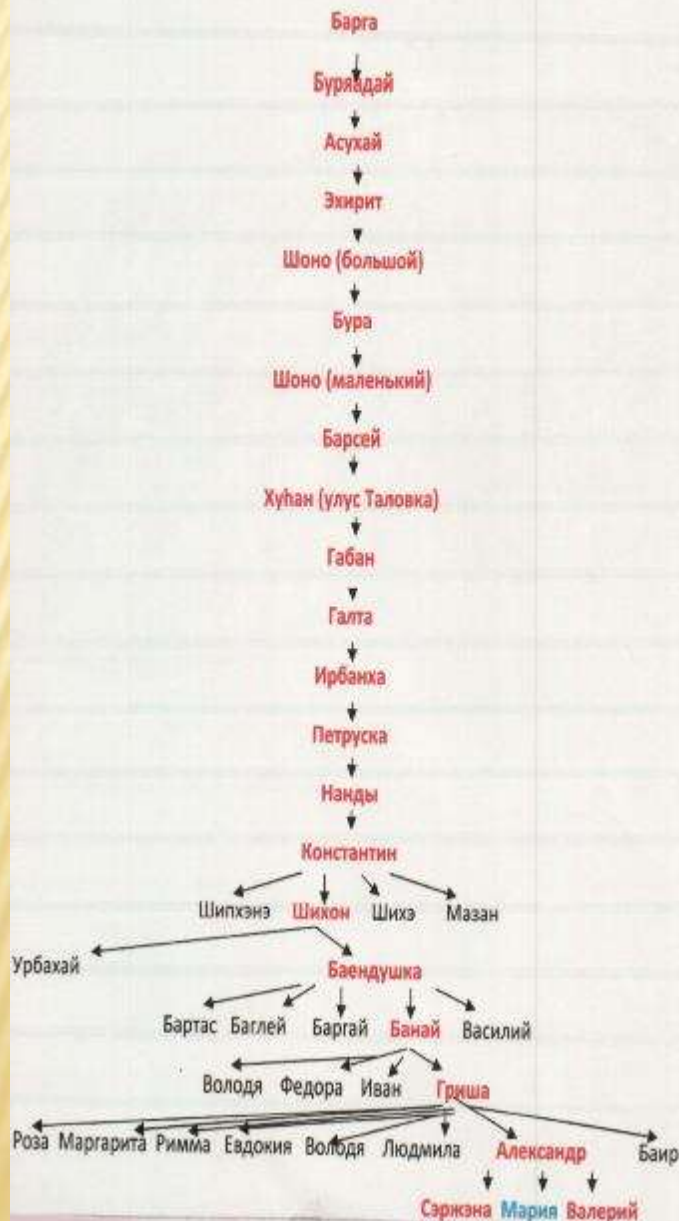 Барга
Буряадай
Асухай
Эхирит
Шоно (большой)
Бура
Шоно (маленький)
Барсей
Хуһан (улус Таловка)
Габан
Галта
Ирбанха
Петруска
Нанды
Константин
Шипхэнэ Шихон Шихэ Мазан
Урбахай
Баендушка
Бартас Баглей Баргай Банай Василий
Володя Федора Иван Гриша
Роза Маргарита Римма Евдокия Володя Людмила Александр Баир
Сэржэна Мария Валерий